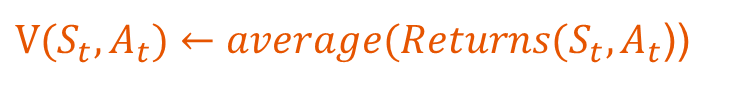 V(S_t, A_t) ← average(Returns(S_t, A_t))